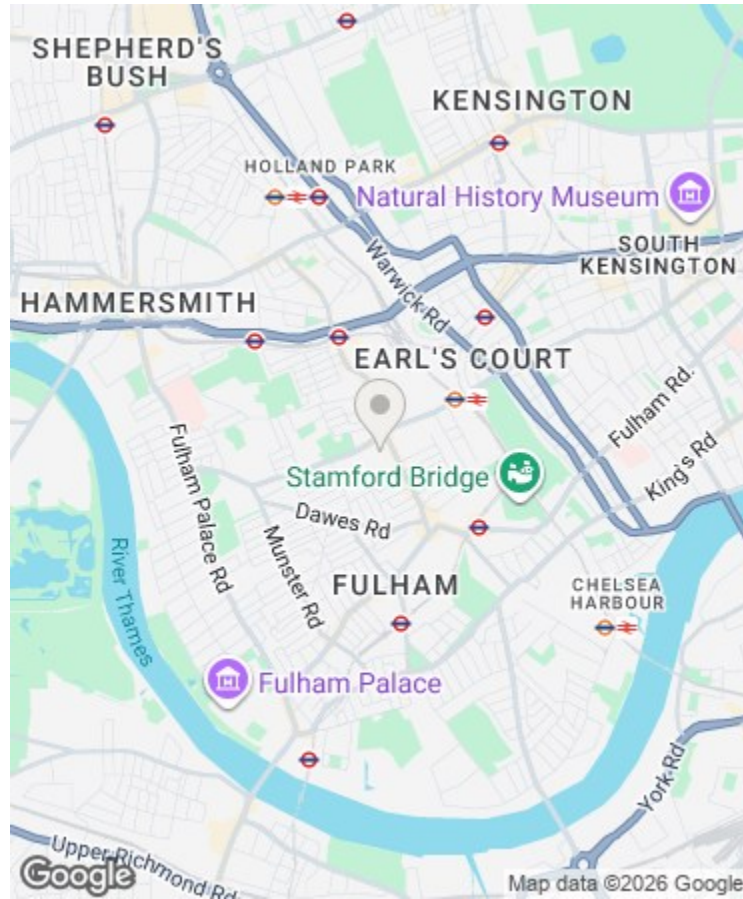 SHEPHERD'S
BUSH
KENSINGTON
HOLLAND PARK
Natural History Museum
SOUTH
KENSINGTON
Warwick Rd
HAMMERSMITH
EARL'S COURT
Fulham Rd.
King's Rd
Fulham Palace Rd
Stamford Bridge
Dawes Rd
Munster Rd
River Thames
FULHAM
CHELSEA
HARBOUR
Fulham Palace
York Rd
Upper Richmond Rd
Google
Map data ©2026 Google